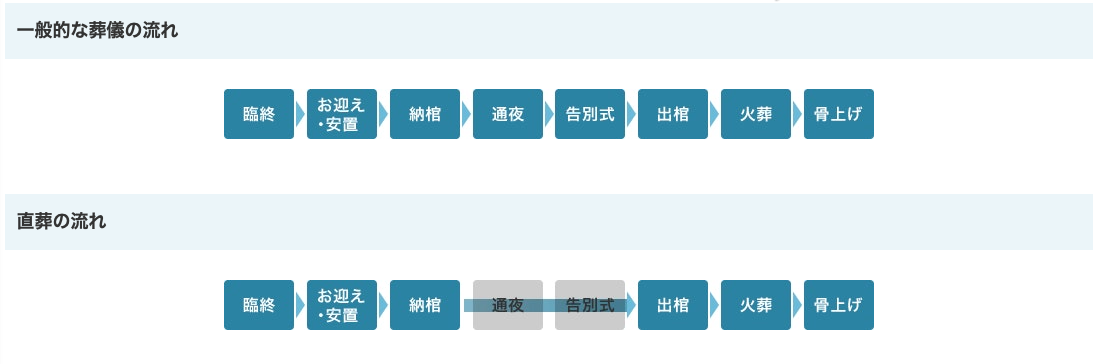 一般的な葬儀の流れ
臨終
お迎え
・安置
納棺
通夜
告別式
出棺
火葬
骨上げ
直葬の流れ
臨終
お迎え
・安置
納棺
通夜
告別式
出棺
火葬
骨上げ